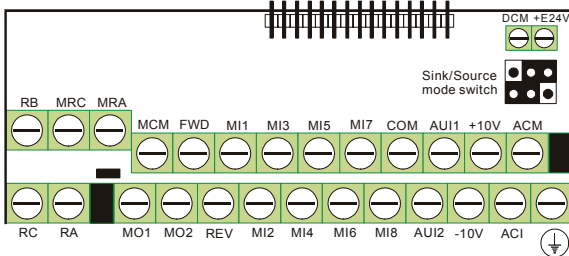 DCM +E24V
Sink/Source
mode switch
RB MRC MRA
MCM FWD MI1 MI3 MI5 MI7 COM AUI1 +10V ACM
RC RA MO1 MO2 REV MI2 MI4 MI6 MI8 AUI2 -10V ACI